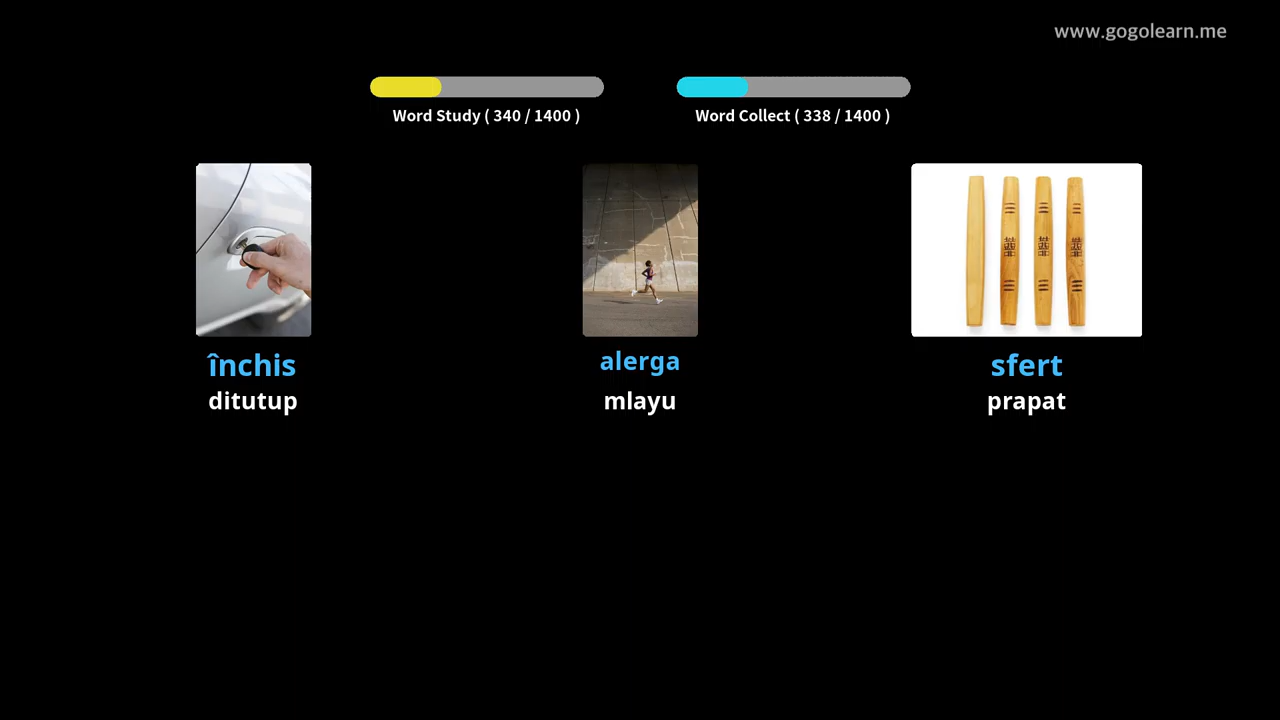 www.gogolearn.me
Word Study ( 340 / 1400 )
Word Collect ( 338 / 1400 )
închis
alerga
sfert
ditutup
mlayu
prapat